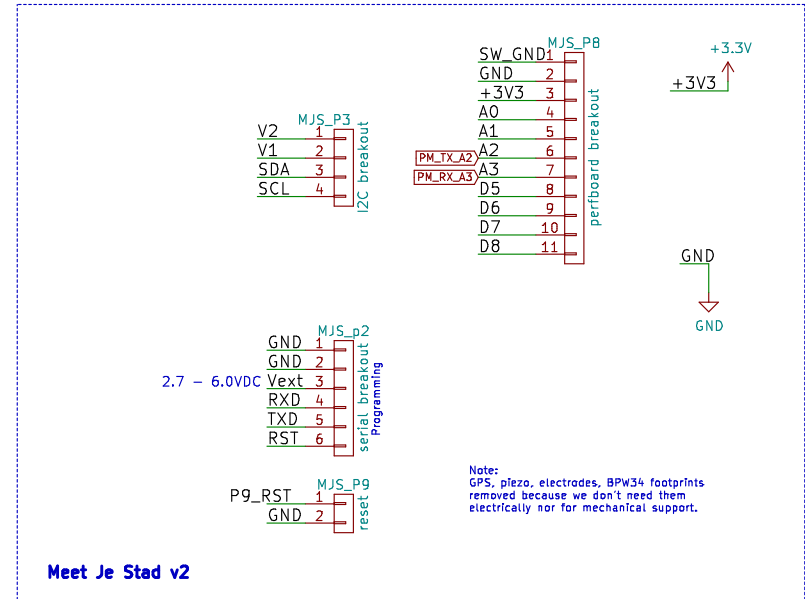 MJS_P8
perfboard breakout
SW_GND 1
GND 2
+3V3 3
A0 4
A1 5
PM_TX_A2 A2 6
PM_RX_A3 A3 7
D5 8
D6 9
D7 10
D8 11
+3.3V
+3V3
MJS_P3
I2C breakout
V2 1
V1 2
SDA 3
SCL 4
GND
GND
MJS_p2
serial breakout
Programming
GND 1
GND 2
2.7 - 6.0VDC Vext 3
RXD 4
TXD 5
RST 6
MJS_P9
reset
P9_RST 1
GND 2
Note:
GPS, piezo, electrodes, BPW34 footprints
removed because we don't need them
electrically nor for mechanical support.
Meet Je Stad v2